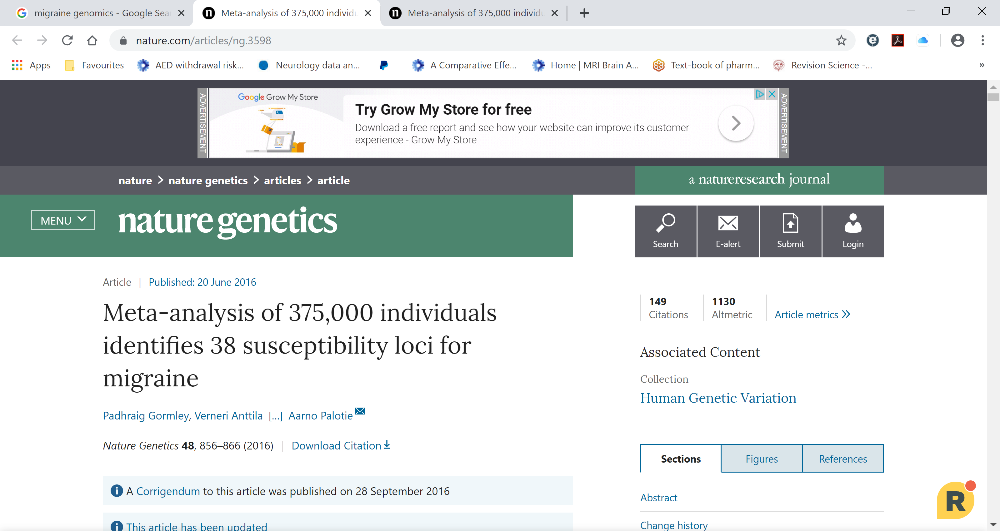 migraine genomics - Google Sea
Meta-analysis of 375,000 individu
Meta-analysis of 375,000 individu
nature.com/articles/ng.3598
Apps
Favourites
AED withdrawal risk...
Neurology data an...
A Comparative Effe...
Home | MRI Brain A...
Text-book of pharm...
Revision Science -...
»
ADVERTISEMENT
Google Grow My Store
Try Grow My Store for free
Download a free report and see how your website can improve its customer
experience - Grow My Store
ADVERTISEMENT
nature > nature genetics > articles > article
a natureresearch journal
MENU
nature genetics
Search
E-alert
Submit
Login
Article | Published: 20 June 2016
Meta-analysis of 375,000 individuals
identifies 38 susceptibility loci for
migraine
Padhraig Gormley, Verneri Anttila [...] Aarno Palotie
Nature Genetics 48, 856–866 (2016) | Download Citation
i A Corrigendum to this article was published on 28 September 2016
i This article has been updated
149
Citations
1130
Altmetric
Article metrics »
Associated Content
Collection
Human Genetic Variation
Sections
Figures
References
Abstract
Change history
R